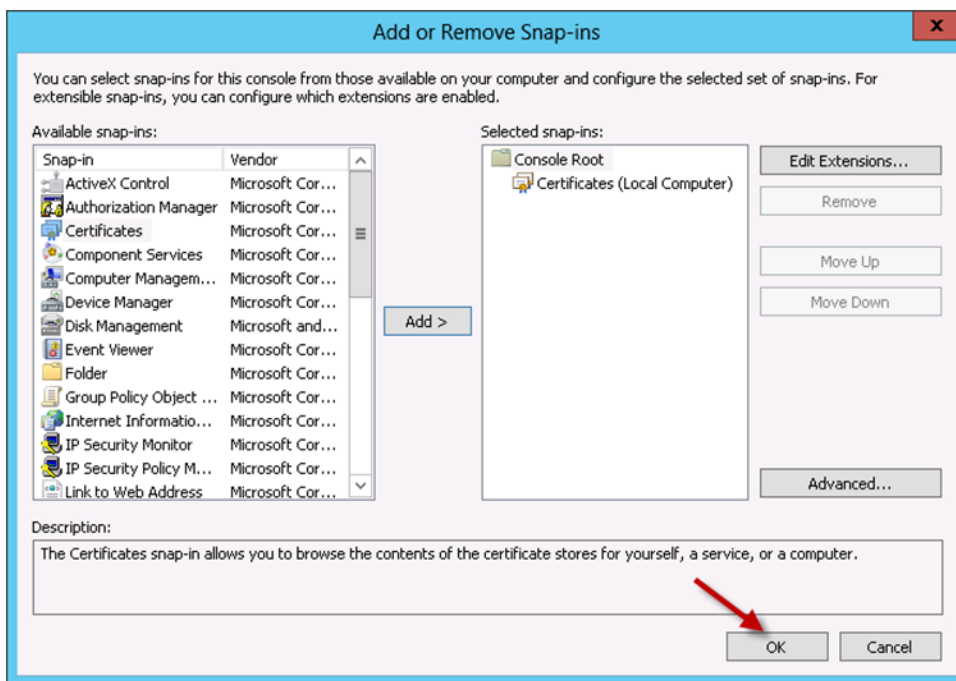 Add or Remove Snap-ins
x
You can select snap-ins for this console from those available on your computer and configure the selected set of snap-ins. For
extensible snap-ins, you can configure which extensions are enabled.
Available snap-ins:
Snap-in Vendor
ActiveX Control Microsoft Cor...
Authorization Manager Microsoft Cor...
Certificates Microsoft Cor...
Component Services Microsoft Cor...
Computer Managem... Microsoft Cor...
Device Manager Microsoft Cor...
Disk Management Microsoft and...
Event Viewer Microsoft Cor...
Folder Microsoft Cor...
Group Policy Object ... Microsoft Cor...
Internet Informatio... Microsoft Cor...
IP Security Monitor Microsoft Cor...
IP Security Policy M... Microsoft Cor...
Link to Web Address Microsoft Cor...
Add >
Selected snap-ins:
Console Root
Certificates (Local Computer)
Edit Extensions...
Remove
Move Up
Move Down
Advanced...
Description:
The Certificates snap-in allows you to browse the contents of the certificate stores for yourself, a service, or a computer.
OK
Cancel